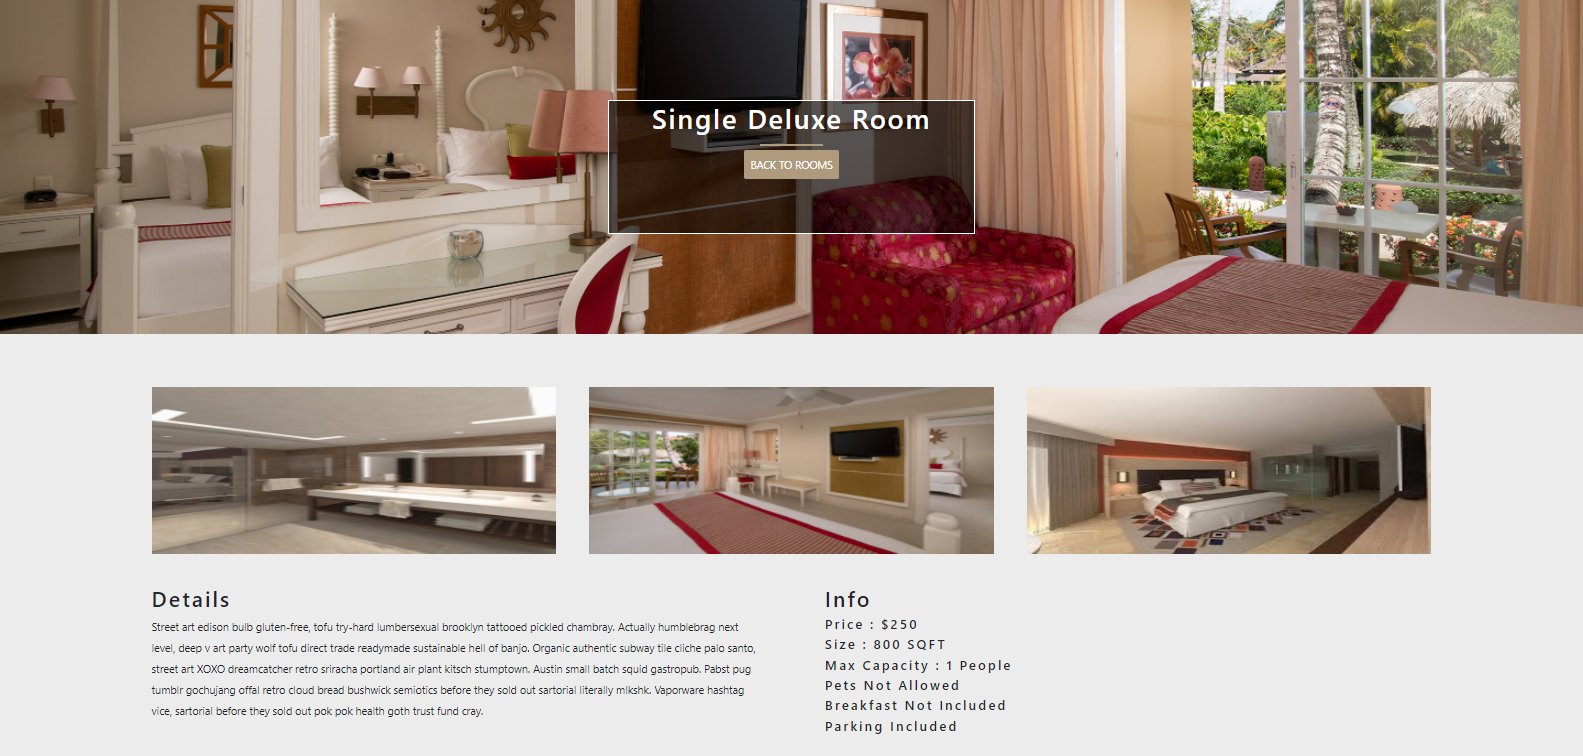 Single Deluxe Room
BACK TO ROOMS
Details
Street art edison bulb gluten-free, tofu try-hard lumbersexual brooklyn tattooed pickled chambray. Actually humblebrag next
level, deep v art party wolf tofu direct trade readymade sustainable hell of banjo. Organic authentic subway tile cliche palo santo,
street art XOXO dreamcatcher retro sriracha portland air plant kitsch stumptown. Austin small batch squid gastropub. Pabst pug
tumblr gochujang offal retro cloud bread bushwick semiotics before they sold out sartorial literally mlkshk. Vaporware hashtag
vice, sartorial before they sold out pok pok health goth trust fund cray.
Info
Price : $250
Size : 800 SQFT
Max Capacity : 1 People
Pets Not Allowed
Breakfast Not Included
Parking Included